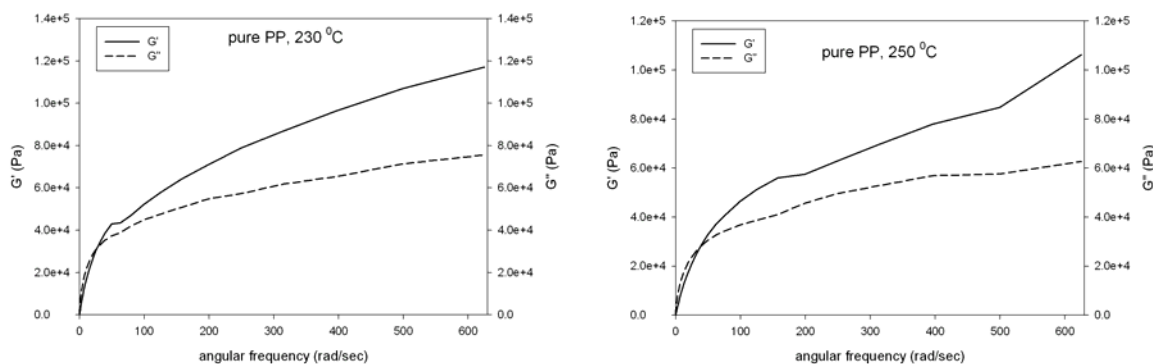 pure PP, 230 ⁰C
G'
G''
1.4e+5
1.2e+5
1.0e+5
8.0e+4
6.0e+4
4.0e+4
2.0e+4
0.0
G' (Pa)
1.4e+5
1.2e+5
1.0e+5
8.0e+4
6.0e+4
4.0e+4
2.0e+4
0.0
G'' (Pa)
0 100 200 300 400 500 600
angular frequency (rad/sec)
pure PP, 250 ⁰C
G'
G''
1.2e+5
1.0e+5
8.0e+4
6.0e+4
4.0e+4
2.0e+4
0.0
G' (Pa)
1.2e+5
1.0e+5
8.0e+4
6.0e+4
4.0e+4
2.0e+4
0.0
G'' (Pa)
0 100 200 300 400 500 600
angular frequency (rad/sec)